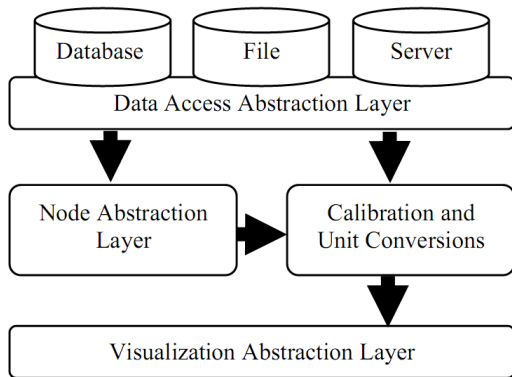 Database
File
Server
Data Access Abstraction Layer
Node Abstraction
Layer
Calibration and
Unit Conversions
Visualization Abstraction Layer